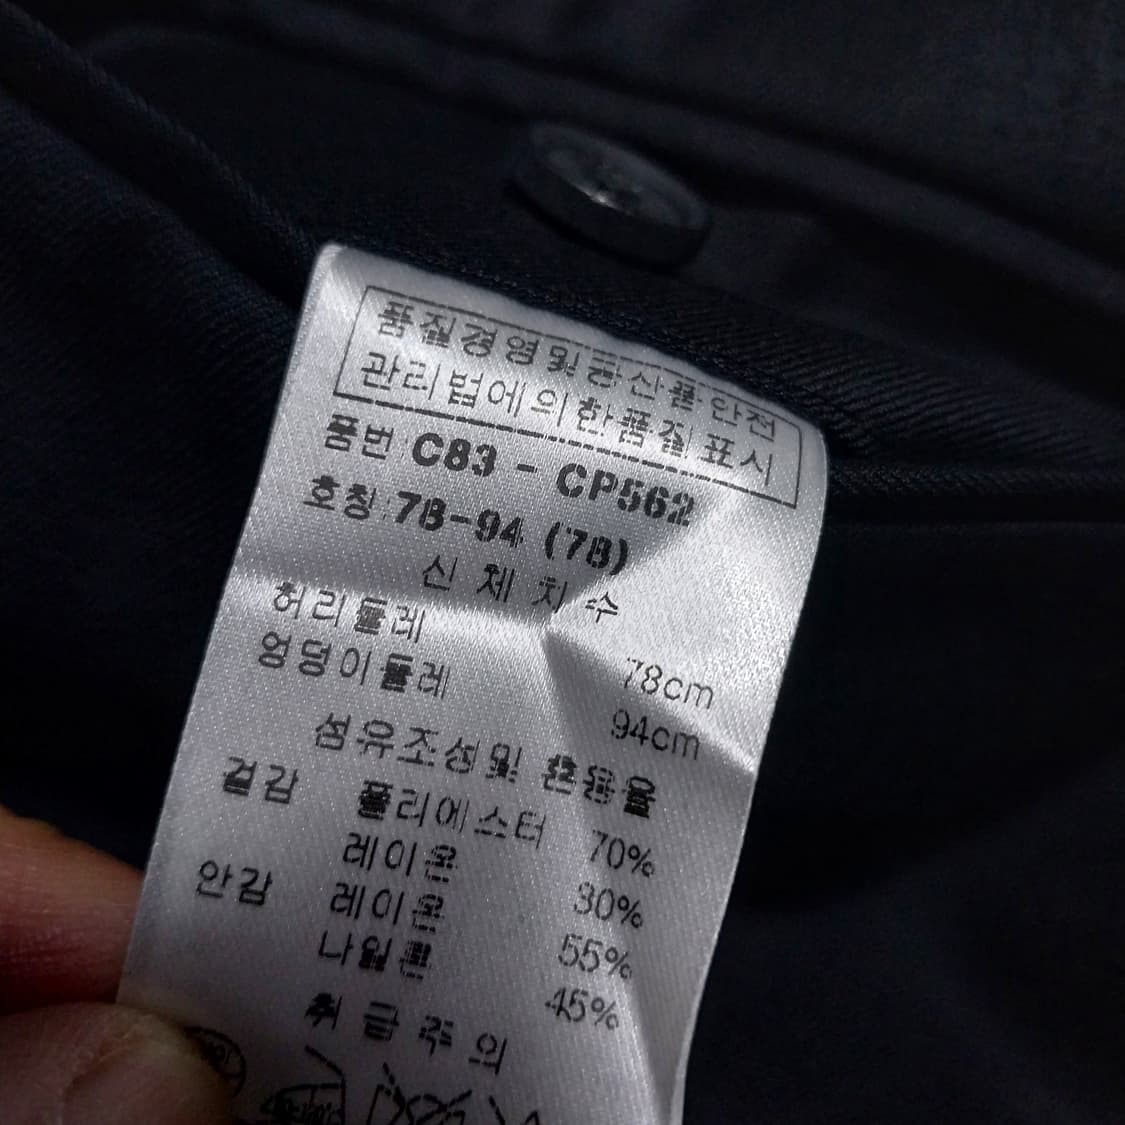 품질경영및공산품안전
관리법에의한품질표시
품번 C83 - CP562
호칭:78-94 (78)
신체치수
허리둘레 78cm
엉덩이둘레 94cm
섬유조성및 혼용율
겉감 폴리에스터 70%
레이온 30%
안감 레이온 55%
나일론 45%
취급주의